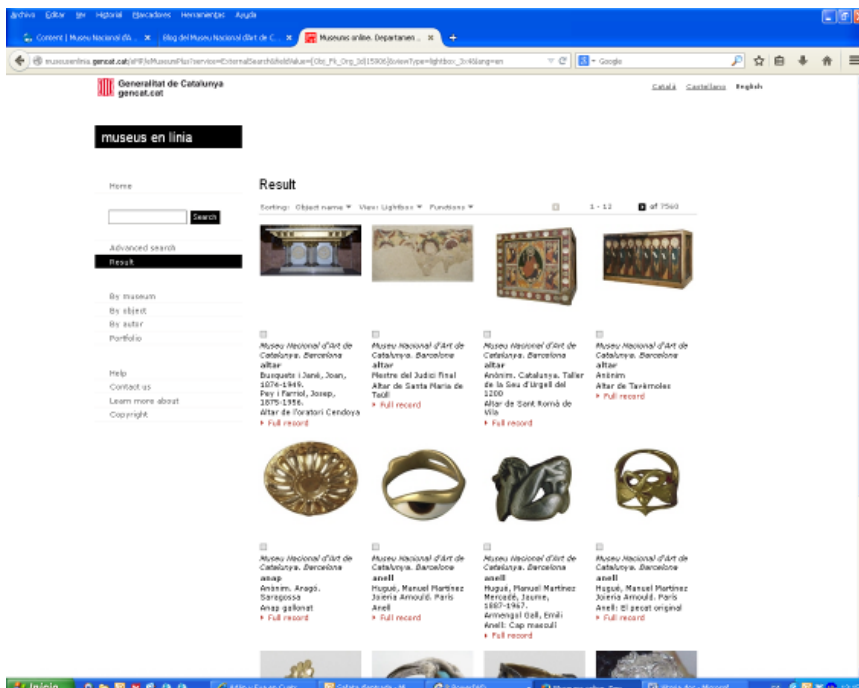 Archivo Editar Ver Historial Marcadores Herramientas Ayuda
Content | Museu Nacional d'A...
Blog del Museu Nacional d'Art de C...
Museums online. Departamen...
Google
Generalitat de Catalunya
gencat.cat
Català Castellano English
museus en línia
Home
Search
Advanced search
Result
By museum
By object
By autor
Portfolio
Help
Contact us
Learn more about
Copyright
Result
Sorting: Object name View: Lightbox Functions 1 - 12 of 7560
Museu Nacional d'Art de
Catalunya. Barcelona
altar
Busquets i Jané, Joan,
1874-1949.
Pey i Farriol, Josep,
1875-1956.
Altar de l'oratori Cendoya
Full record
Museu Nacional d'Art de
Catalunya. Barcelona
altar
Mestre del Judici Final
Altar de Santa Maria de
Taüll
Full record
Museu Nacional d'Art de
Catalunya. Barcelona
altar
Anònim. Catalunya. Taller
de la Seu d'Urgell del
1200
Altar de Sant Romà de
Vila
Full record
Museu Nacional d'Art de
Catalunya. Barcelona
altar
Anònim
Altar de Tavèrnoles
Full record
Museu Nacional d'Art de
Catalunya. Barcelona
anap
Anònim. Aragó.
Saragossa
Anap gallonat
Full record
Museu Nacional d'Art de
Catalunya. Barcelona
anell
Hugué, Manuel Martínez
Joieria Arnould. París
Anell
Full record
Museu Nacional d'Art de
Catalunya. Barcelona
anell
Hugué, Manuel Martínez
Mercadé, Jaume,
1887-1967.
Armengol Gall, Emili
Anell: Cap masculí
Full record
Museu Nacional d'Art de
Catalunya. Barcelona
anell
Hugué, Manuel Martínez
Joieria Arnould. París
Anell: El pecat original
Full record
Inicio